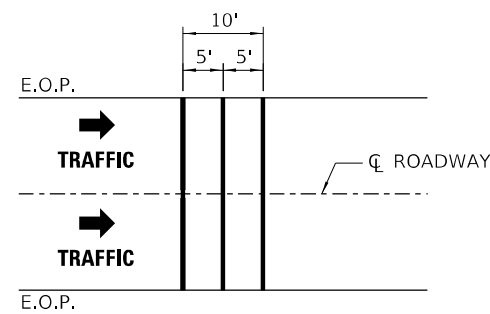 10'
5' 5'
E.O.P.
TRAFFIC
℄ ROADWAY
TRAFFIC
E.O.P.